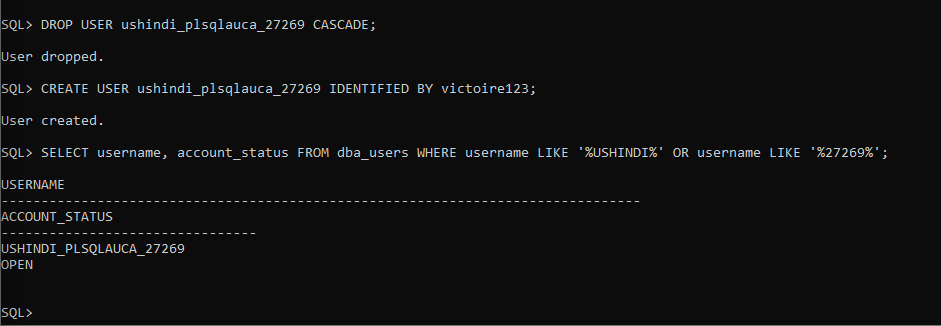 SQL> DROP USER ushindi_plsqlauca_27269 CASCADE;
User dropped.
SQL> CREATE USER ushindi_plsqlauca_27269 IDENTIFIED BY victoire123;
User created.
SQL> SELECT username, account_status FROM dba_users WHERE username LIKE '%USHINDI%' OR username LIKE '%27269%';
USERNAME
--------------------------------------------------------------------------------
ACCOUNT_STATUS
--------------------------------
USHINDI_PLSQLAUCA_27269
OPEN
SQL>